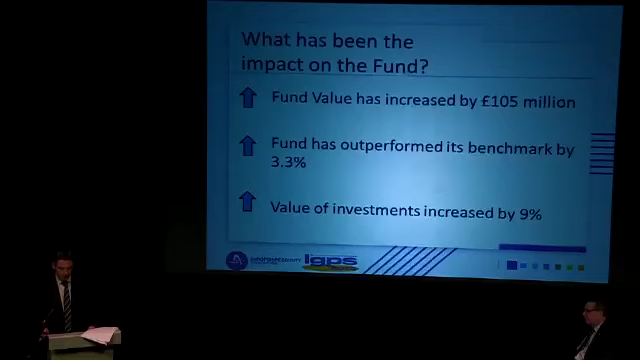 What has been the
impact on the Fund?
Fund Value has increased by £105 million
Fund has outperformed its benchmark by
3.3%
Value of investments increased by 9%
lgps